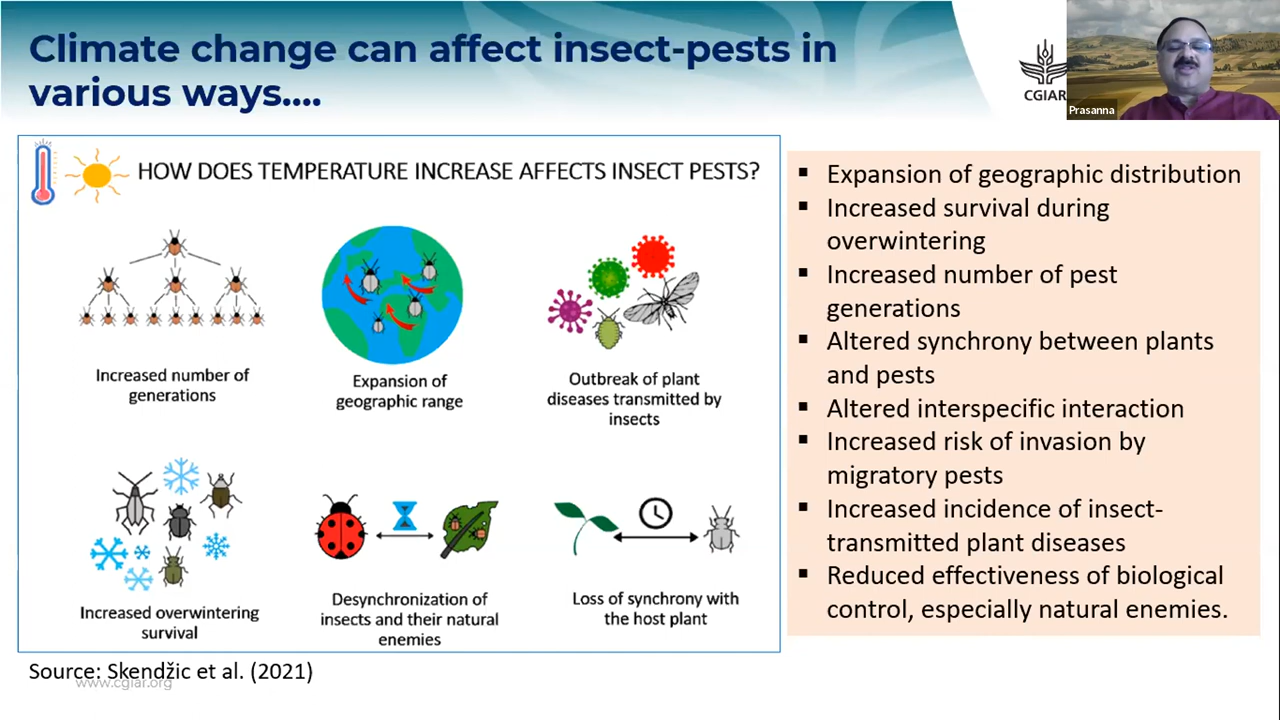 Climate change can affect insect-pests in
various ways....
CGIAR
Prasanna
HOW DOES TEMPERATURE INCREASE AFFECTS INSECT PESTS?
Increased number of
generations
Expansion of
geographic range
Outbreak of plant
diseases transmitted by
insects
Increased overwintering
survival
Desynchronization of
insects and their natural
enemies
Loss of synchrony with
the host plant
▪ Expansion of geographic distribution
▪ Increased survival during
overwintering
▪ Increased number of pest
generations
▪ Altered synchrony between plants
and pests
▪ Altered interspecific interaction
▪ Increased risk of invasion by
migratory pests
▪ Increased incidence of insect-
transmitted plant diseases
▪ Reduced effectiveness of biological
control, especially natural enemies.
Source: Skendžic et al. (2021)
www.cgiar.org